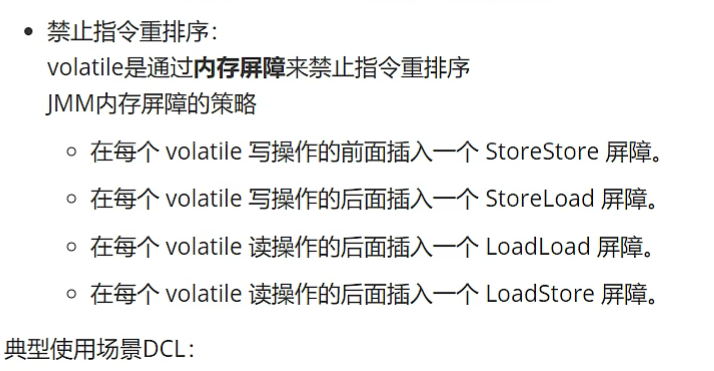 禁止指令重排序：
volatile是通过内存屏障来禁止指令重排序
JMM内存屏障的策略
在每个 volatile 写操作的前面插入一个 StoreStore 屏障。
在每个 volatile 写操作的后面插入一个 StoreLoad 屏障。
在每个 volatile 读操作的后面插入一个 LoadLoad 屏障。
在每个 volatile 读操作的后面插入一个 LoadStore 屏障。
典型使用场景DCL：